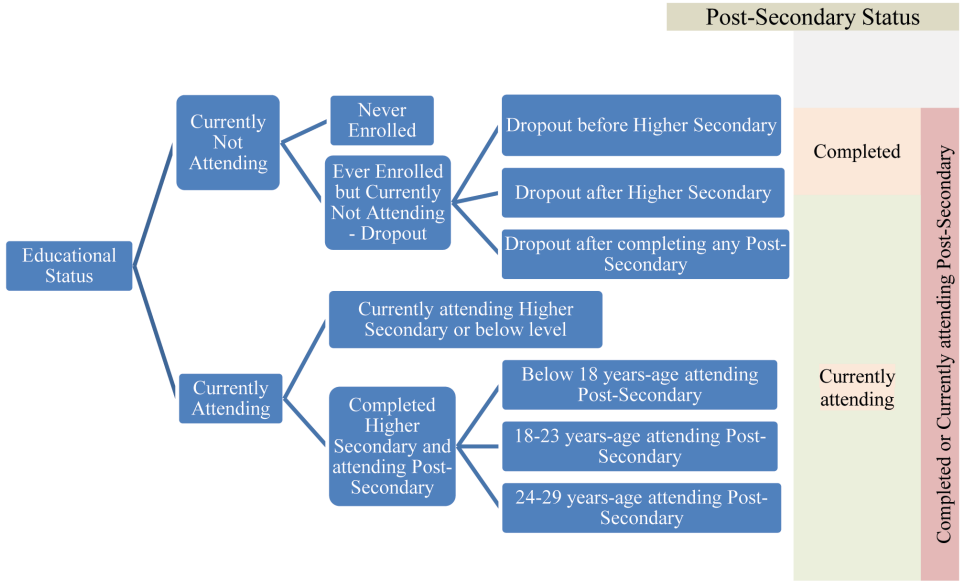 Post-Secondary Status
Educational
Status
Currently
Not
Attending
Never
Enrolled
Ever Enrolled
but Currently
Not Attending
- Dropout
Dropout before Higher Secondary
Dropout after Higher Secondary
Dropout after completing any Post-
Secondary
Currently
Attending
Currently attending Higher
Secondary or below level
Completed
Higher
Secondary and
attending Post-
Secondary
Below 18 years-age attending
Post-Secondary
18-23 years-age attending Post-
Secondary
24-29 years-age attending Post-
Secondary
Completed
Currently
attending
Completed or Currently attending Post-Secondary